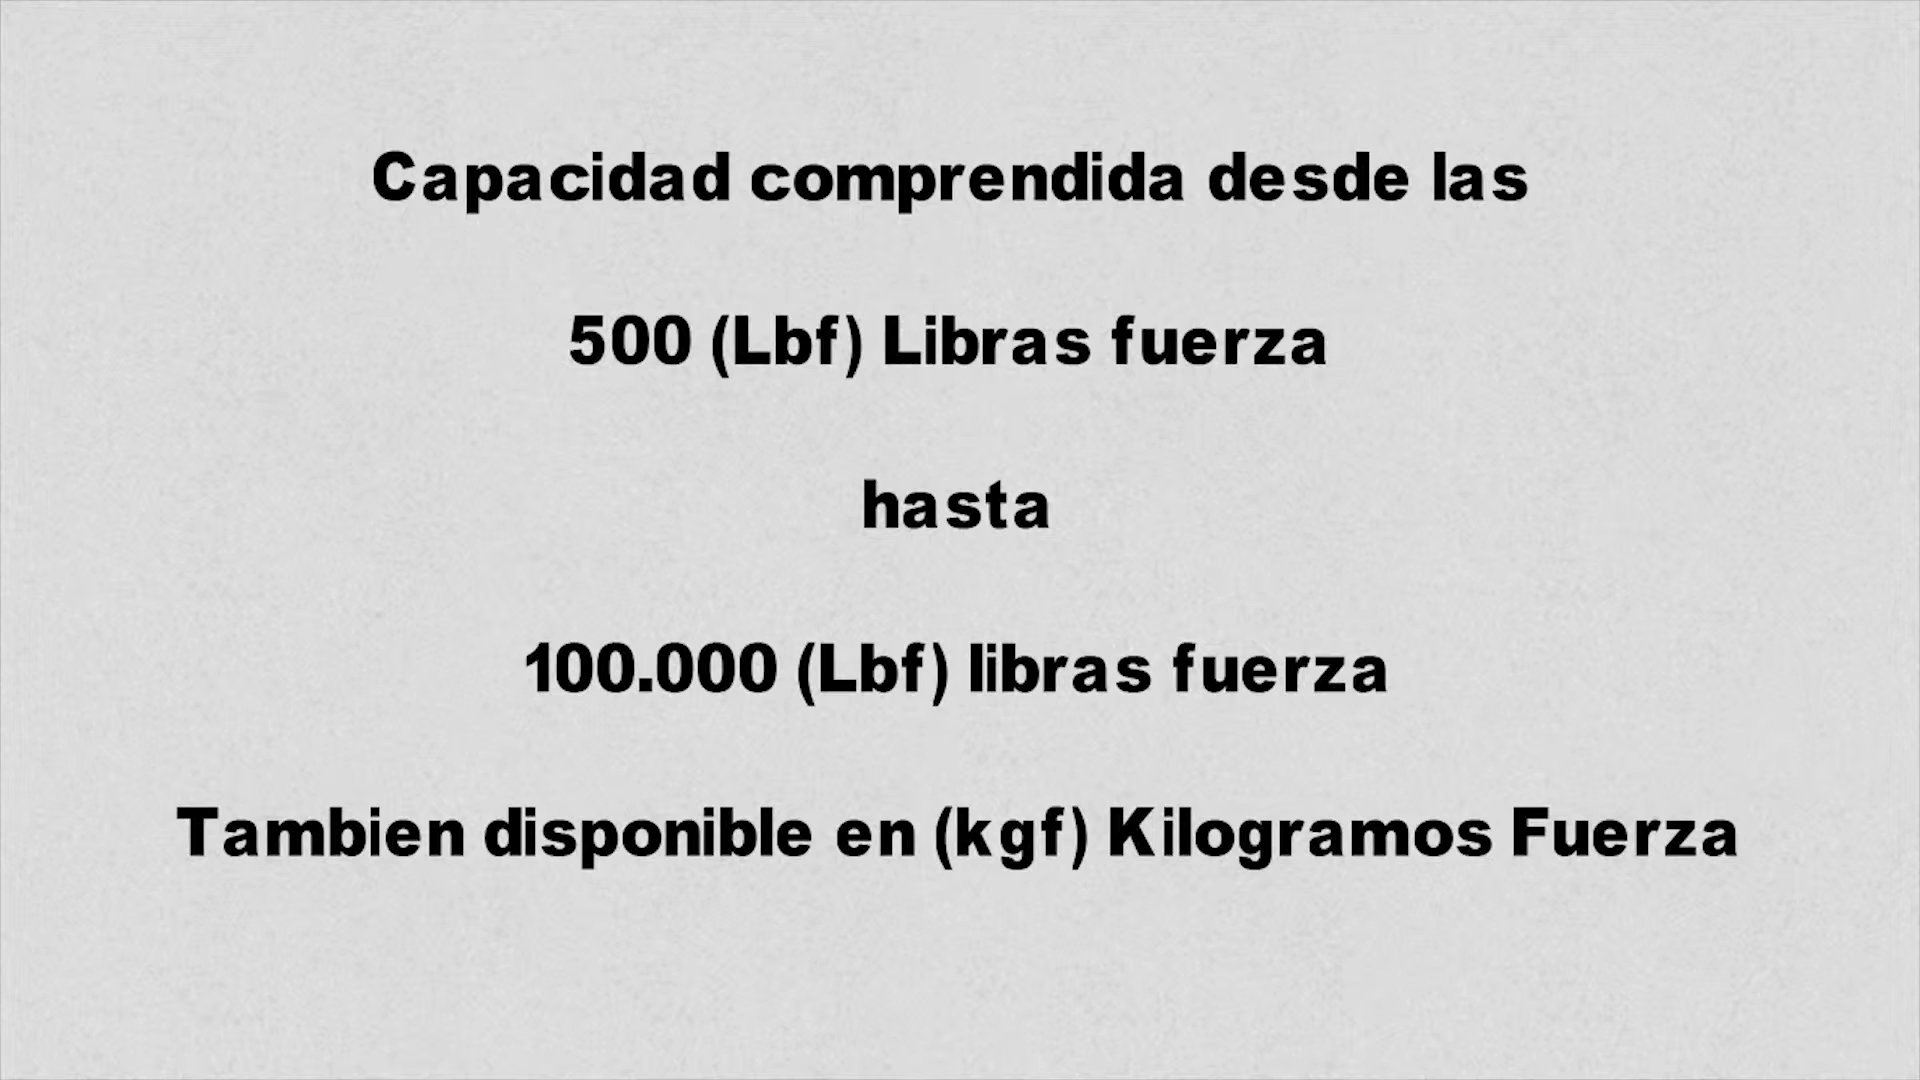 Capacidad comprendida desde las
500 (Lbf) Libras fuerza
hasta
100.000 (Lbf) libras fuerza
Tambien disponible en (kgf) Kilogramos Fuerza